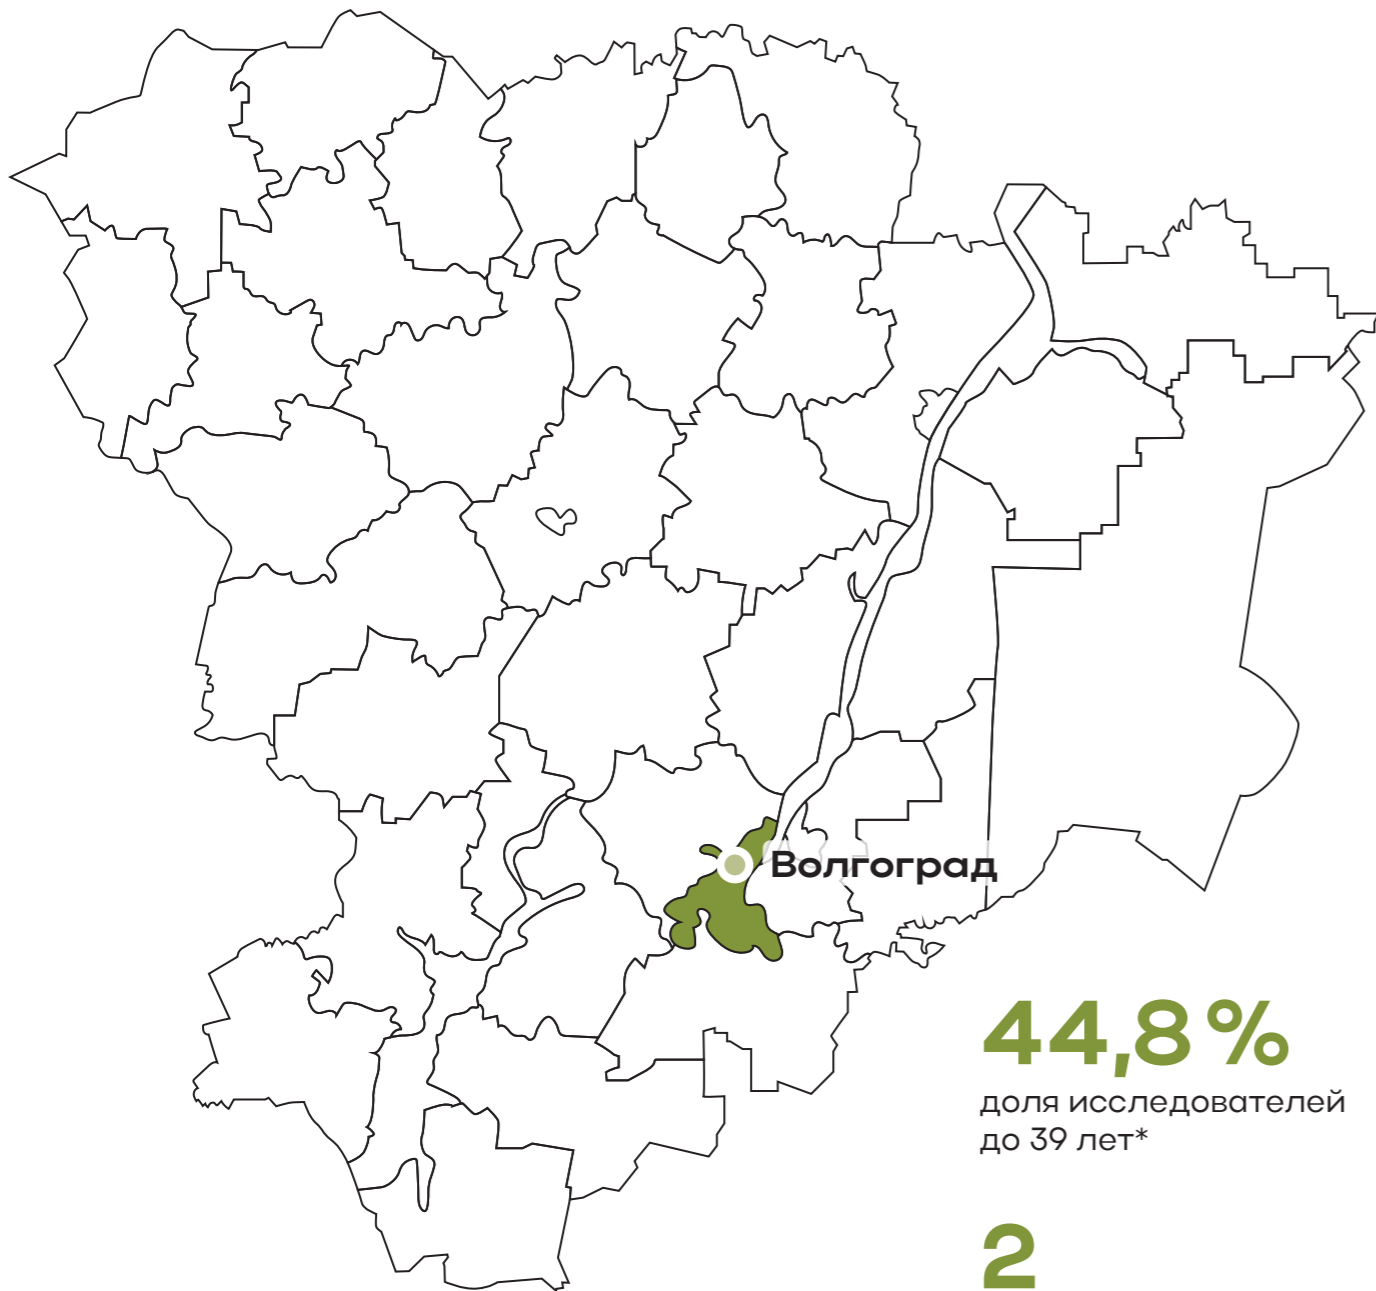 Волгоград
44,8 %
доля исследователей
до 39 лет*
2